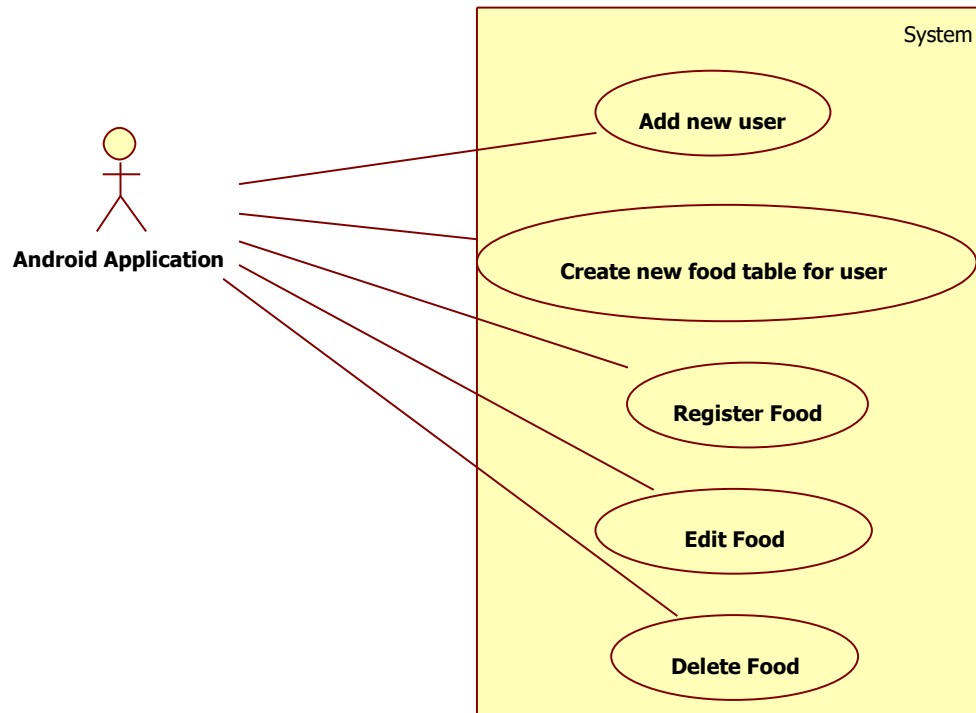 System
Add new user
Android Application
Create new food table for user
Register Food
Edit Food
Delete Food